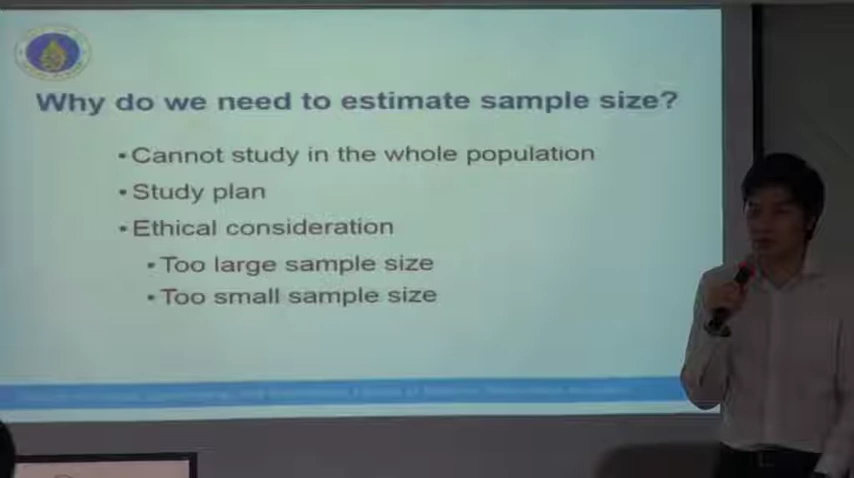 Why do we need to estimate sample size?
• Cannot study in the whole population
• Study plan
• Ethical consideration
• Too large sample size
• Too small sample size